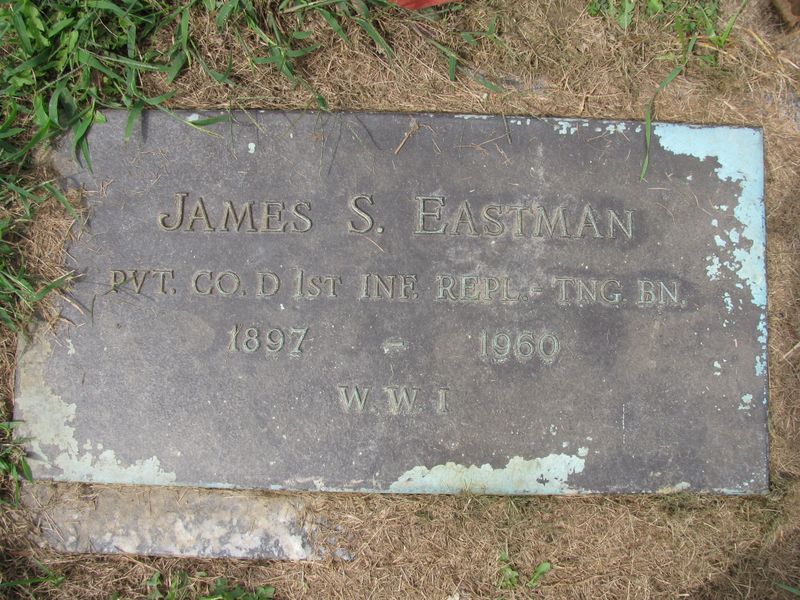 JAMES S. EASTMAN
PVT. CO. D 1ST INF. REPL.- TNG. BN.
1897 - 1960
W. W. I